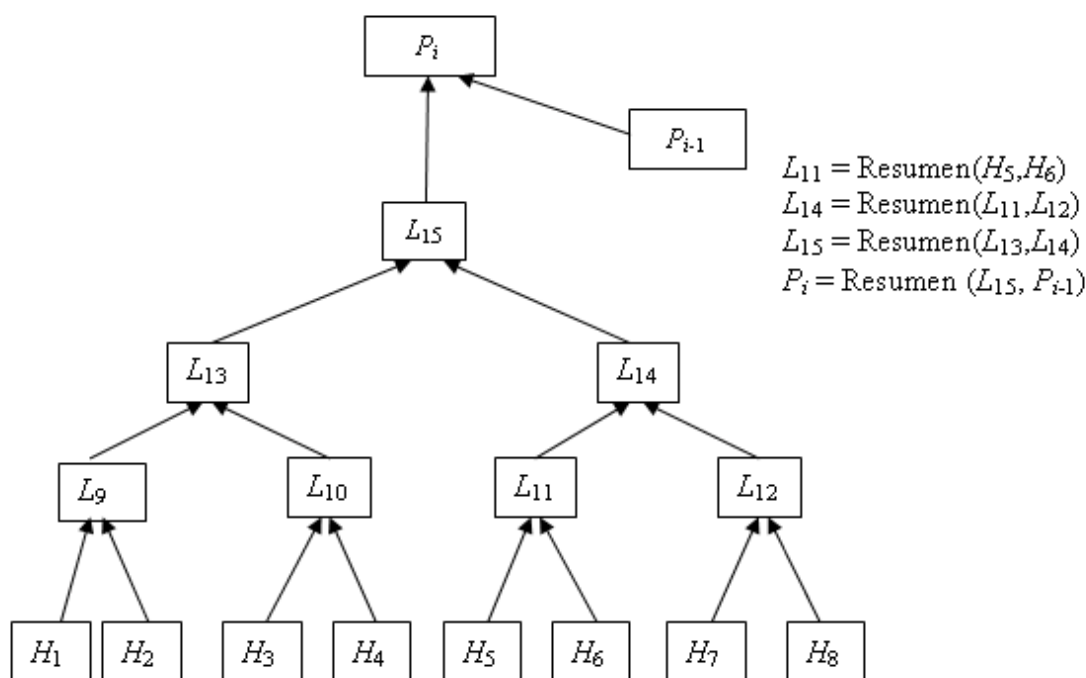 Pi
Pi-1
L11 = Resumen(H5,H6)
L14 = Resumen(L11,L12)
L15 = Resumen(L13,L14)
Pi = Resumen (L15, Pi-1)
L15
L13
L14
L9
L10
L11
L12
H1
H2
H3
H4
H5
H6
H7
H8